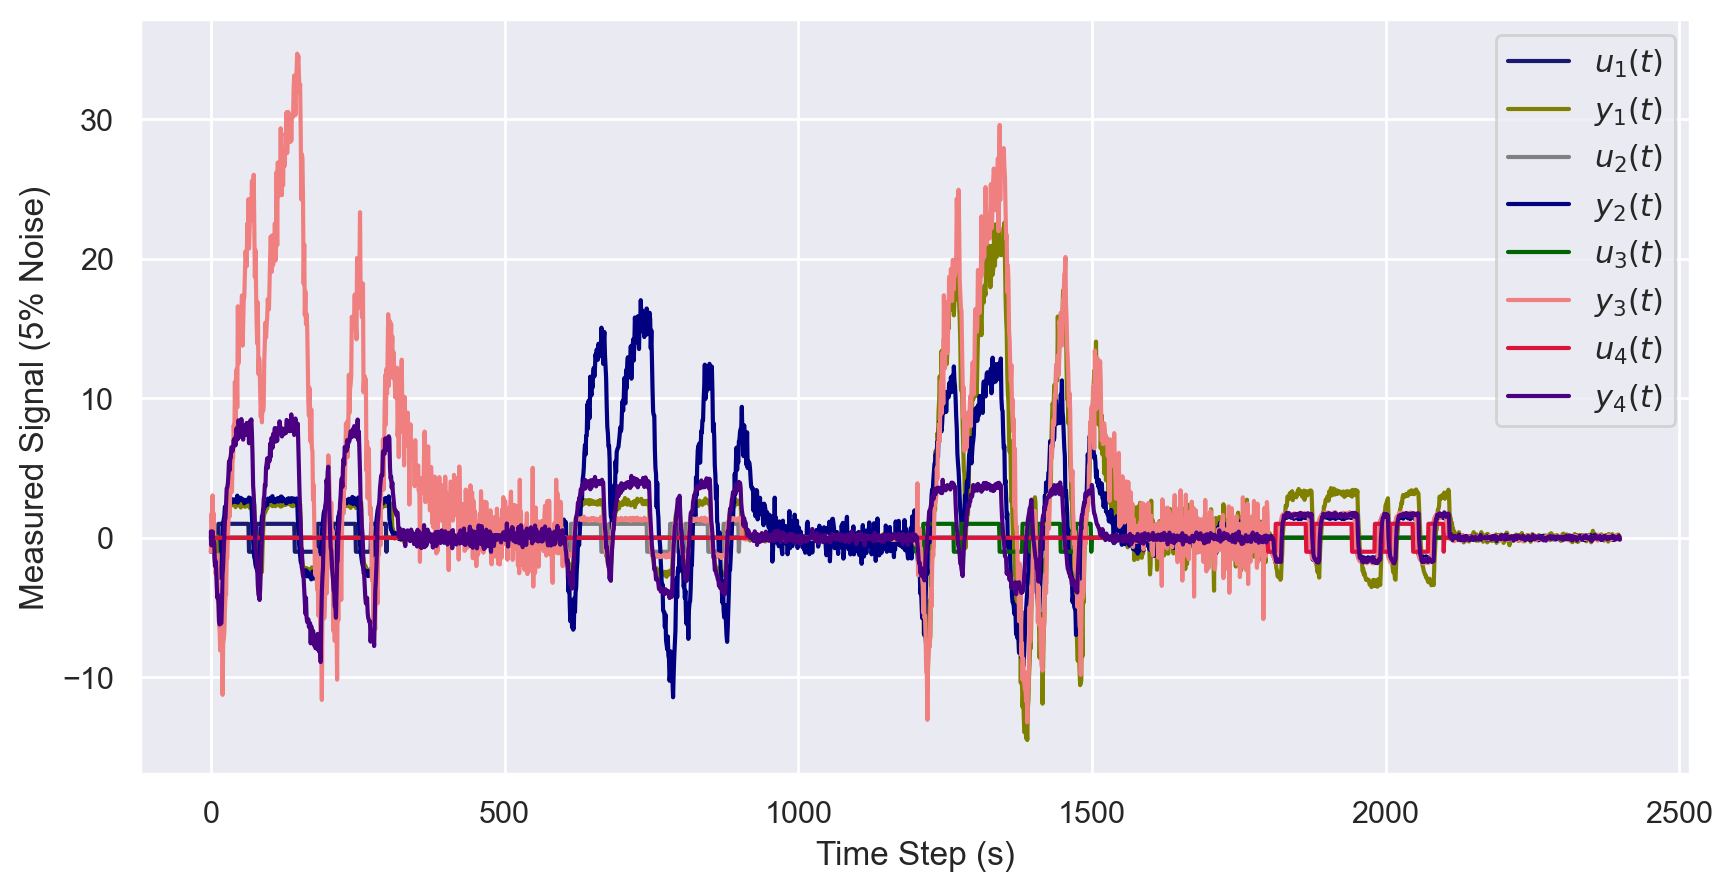 Measured Signal (5% Noise)
30
20
10
0
−10
0 500 1000 1500 2000 2500
Time Step (s)
u₁(t)
y₁(t)
u₂(t)
y₂(t)
u₃(t)
y₃(t)
u₄(t)
y₄(t)